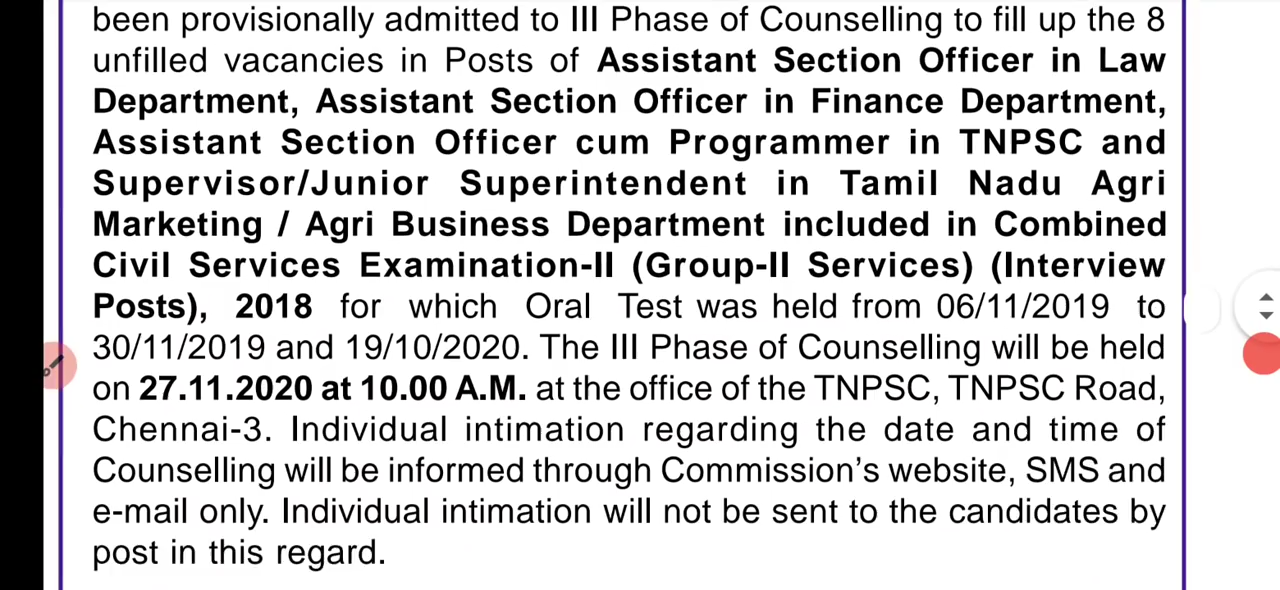 been provisionally admitted to III Phase of Counselling to fill up the 8
unfilled vacancies in Posts of Assistant Section Officer in Law
Department, Assistant Section Officer in Finance Department,
Assistant Section Officer cum Programmer in TNPSC and
Supervisor/Junior Superintendent in Tamil Nadu Agri
Marketing / Agri Business Department included in Combined
Civil Services Examination-II (Group-II Services) (Interview
Posts), 2018 for which Oral Test was held from 06/11/2019 to
30/11/2019 and 19/10/2020. The III Phase of Counselling will be held
on 27.11.2020 at 10.00 A.M. at the office of the TNPSC, TNPSC Road,
Chennai-3. Individual intimation regarding the date and time of
Counselling will be informed through Commission’s website, SMS and
e-mail only. Individual intimation will not be sent to the candidates by
post in this regard.